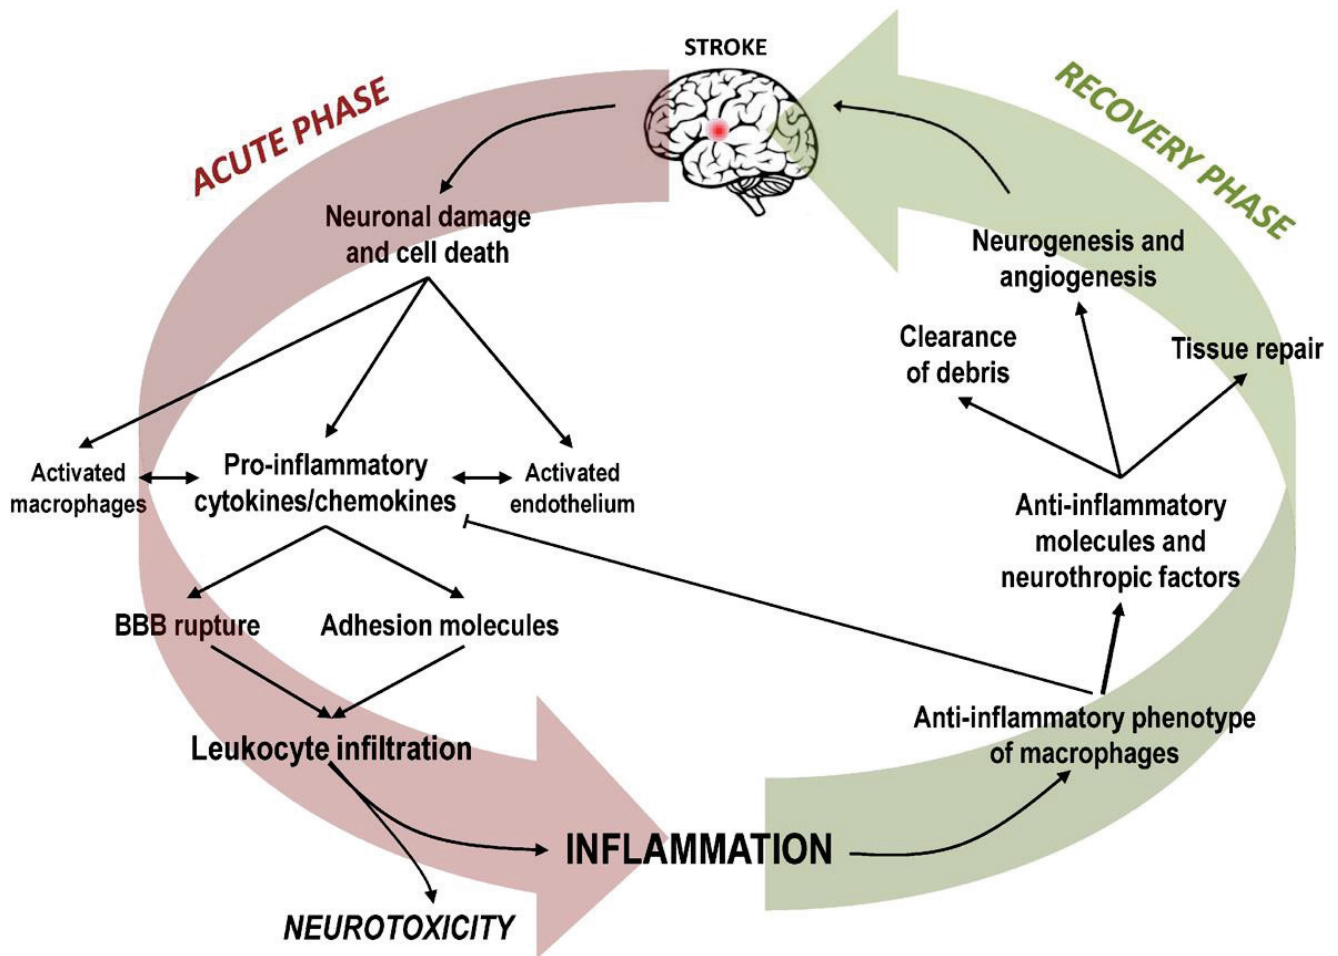 STROKE
ACUTE PHASE
RECOVERY PHASE
Neuronal damage
and cell death
Neurogenesis and
angiogenesis
Clearance
of debris
Tissue repair
Activated
macrophages
Pro-inflammatory
cytokines/chemokines
Activated
endothelium
Anti-inflammatory
molecules and
neurothropic factors
BBB rupture
Adhesion molecules
Leukocyte infiltration
Anti-inflammatory phenotype
of macrophages
INFLAMMATION
NEUROTOXICITY